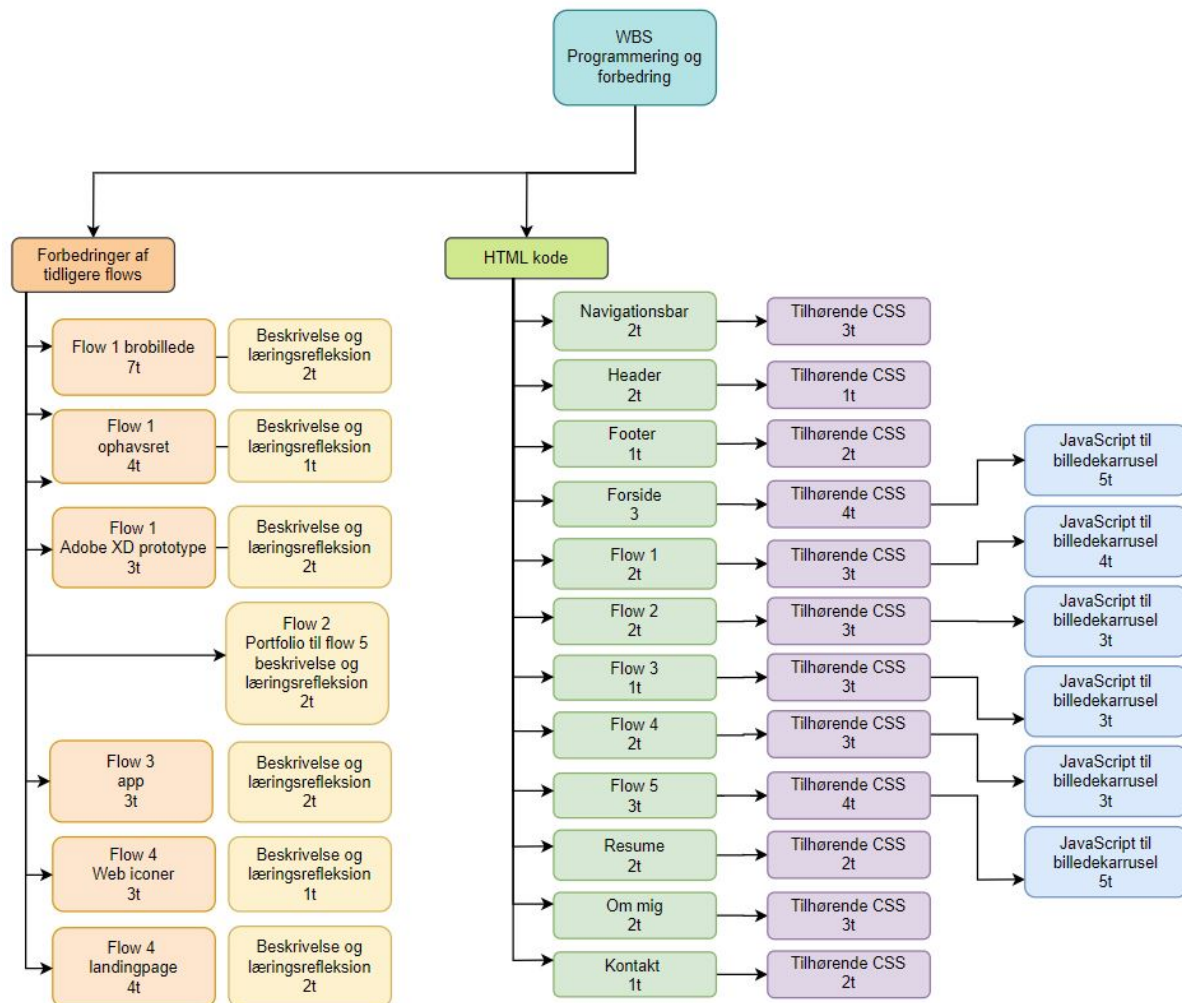 WBS
Programmering og
forbedring
Forbedringer af
tidligere flows
Flow 1 brobillede
7t
Beskrivelse og
læringsrefleksion
2t
Flow 1
ophavsret
4t
Beskrivelse og
læringsrefleksion
1t
Flow 1
Adobe XD prototype
3t
Beskrivelse og
læringsrefleksion
2t
Flow 2
Portfolio til flow 5
beskrivelse og
læringsrefleksion
2t
Flow 3
app
3t
Beskrivelse og
læringsrefleksion
2t
Flow 4
Web iconer
3t
Beskrivelse og
læringsrefleksion
1t
Flow 4
landingpage
4t
Beskrivelse og
læringsrefleksion
2t
HTML kode
Navigationsbar
2t
Tilhørende CSS
3t
Header
2t
Tilhørende CSS
1t
Footer
1t
Tilhørende CSS
2t
Forside
3
Tilhørende CSS
4t
JavaScript til
billedekarrusel
5t
Flow 1
2t
Tilhørende CSS
3t
JavaScript til
billedekarrusel
4t
Flow 2
2t
Tilhørende CSS
3t
JavaScript til
billedekarrusel
3t
Flow 3
1t
Tilhørende CSS
3t
JavaScript til
billedekarrusel
3t
Flow 4
2t
Tilhørende CSS
3t
JavaScript til
billedekarrusel
3t
Flow 5
3t
Tilhørende CSS
4t
JavaScript til
billedekarrusel
5t
Resume
2t
Tilhørende CSS
2t
Om mig
2t
Tilhørende CSS
3t
Kontakt
1t
Tilhørende CSS
2t